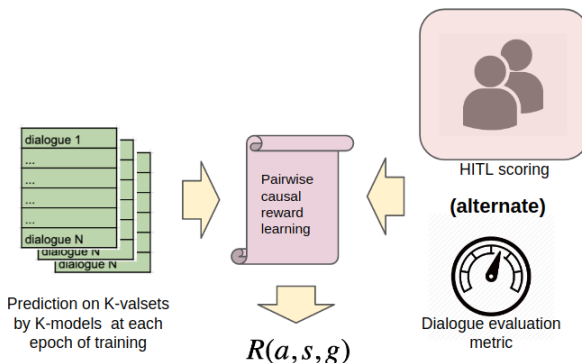 dialogue 1
...
...
...
...
dialogue N
dialogue N
dialogue N
Prediction on K-valsets
by K-models at each
epoch of training
Pairwise
causal
reward
learning
R(a, s, g)
HITL scoring
(alternate)
Dialogue evaluation
metric